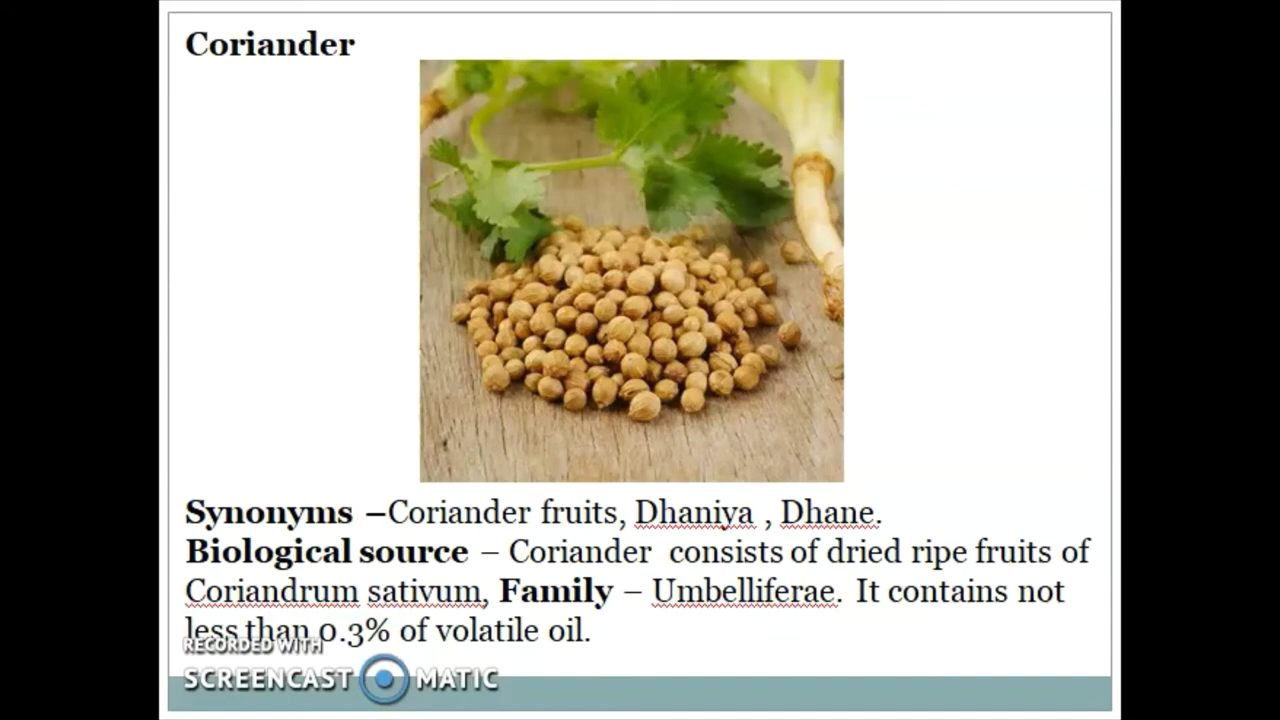 Coriander
Synonyms –Coriander fruits, Dhaniya , Dhane.
Biological source – Coriander consists of dried ripe fruits of
Coriandrum sativum, Family – Umbelliferae. It contains not
less than 0.3% of volatile oil.
RECORDED WITH
SCREENCAST MATIC